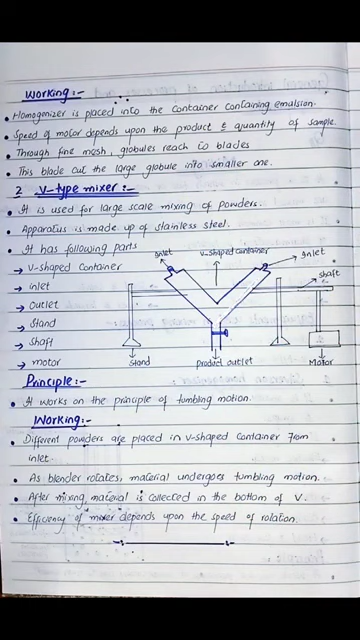 Working:-
• Homogenizer is placed into the container containing emulsion.
• Speed of motor depends upon the product & quantity of sample.
• Through fine mesh, globules reach to blades
• This blade cut the large globule into smaller one.
2 V-type mixer:-
• It is used for large scale mixing of powders.
• Apparatus is made up of stainless steel.
• It has following parts
→ V-shaped container
→ inlet
→ outlet
→ Stand
→ Shaft
→ motor
Inlet V-shaped container Inlet
shaft
Stand product outlet Motor
Principle:-
• It works on the principle of tumbling motion.
Working:-
• Different powders are placed in V-shaped container from
inlet.
• As blender rotates, material undergoes tumbling motion.
• After mixing material is collected in the bottom of V.
• Efficiency of mixer depends upon the speed of rotation.